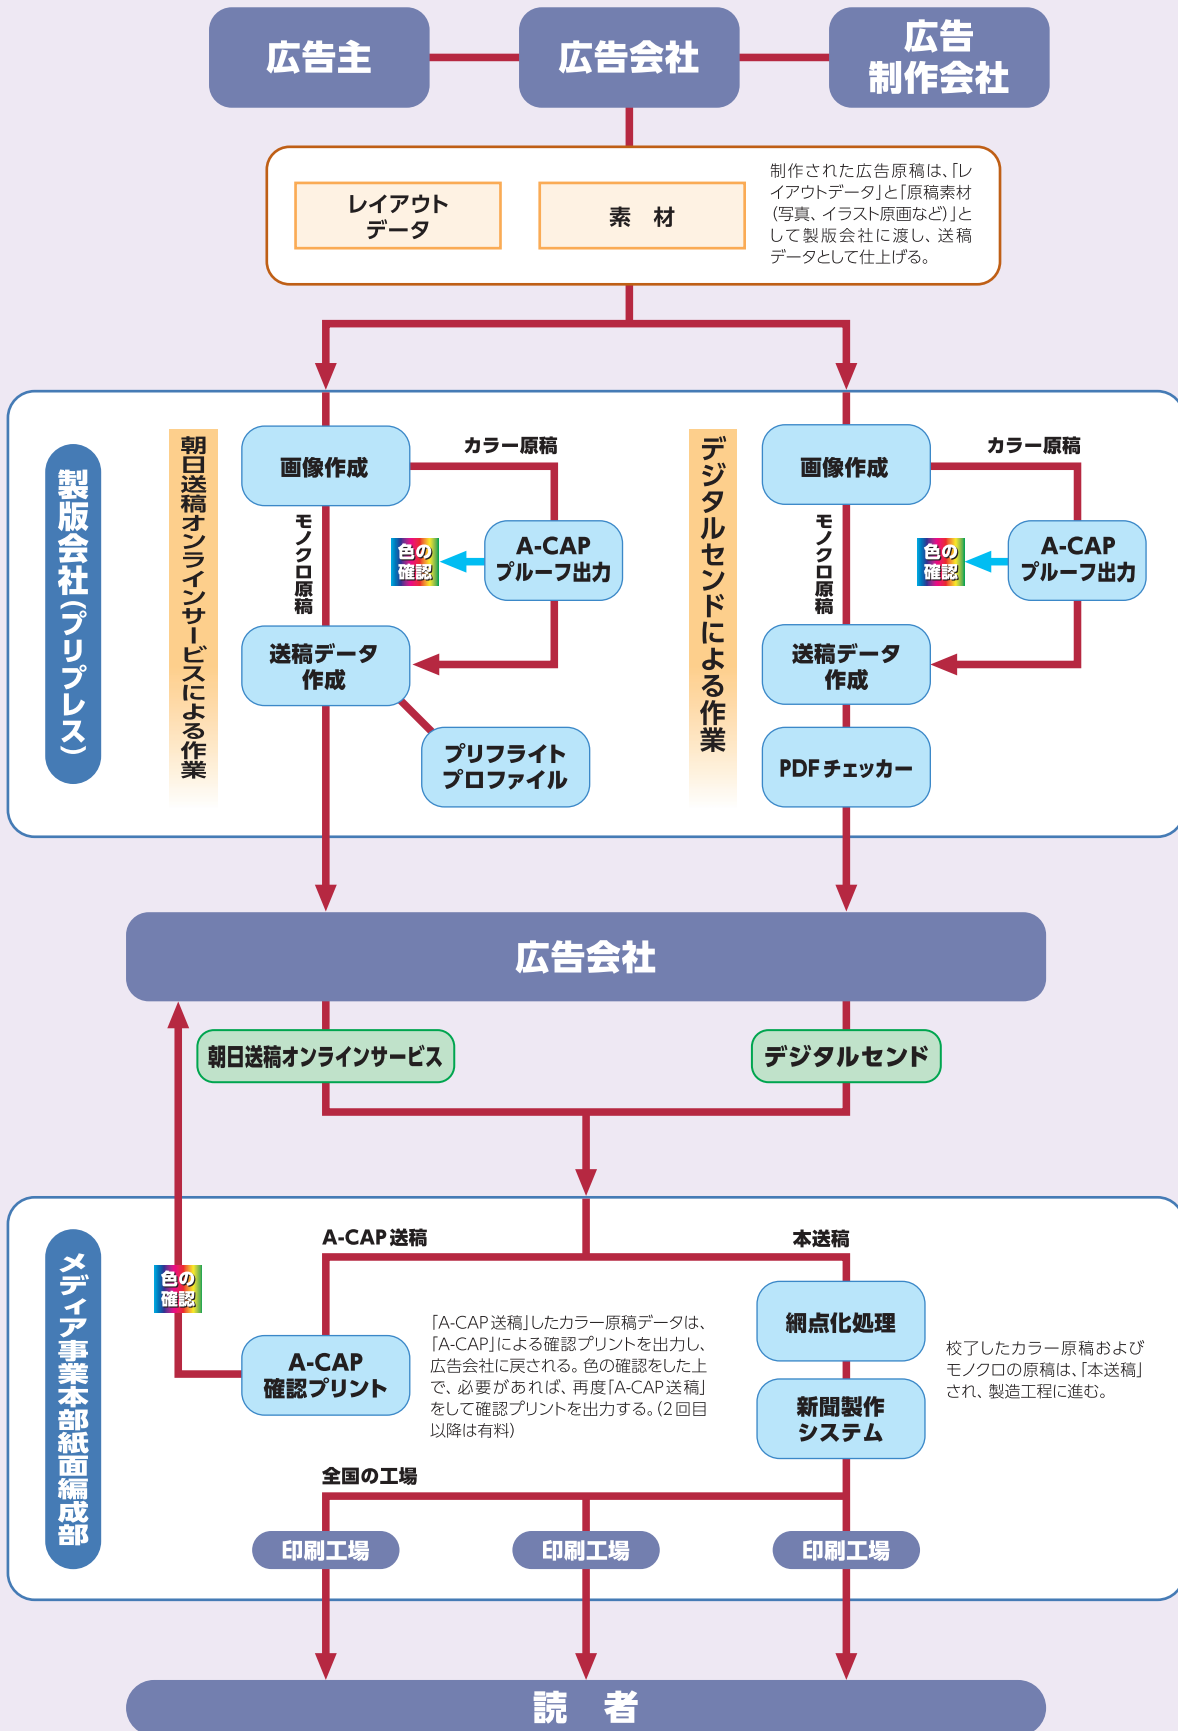 広告主
広告会社
広告
制作会社
レイアウト
データ
素 材
制作された広告原稿は、「レ
イアウトデータ」と「原稿素材
(写真、イラスト原画など)」と
して製版会社に渡し、送稿
データとして仕上げる。
製版会社(プリプレス)
朝日送稿オンラインサービスによる作業
画像作成
カラー原稿
モノクロ原稿
色の
確認
A-CAP
プルーフ出力
送稿データ
作成
プリフライト
プロファイル
デジタルセンドによる作業
画像作成
カラー原稿
モノクロ原稿
色の
確認
A-CAP
プルーフ出力
送稿データ
作成
PDFチェッカー
広告会社
朝日送稿オンラインサービス
デジタルセンド
メディア事業本部紙面編成部
色の
確認
A-CAP送稿
A-CAP
確認プリント
「A-CAP送稿」したカラー原稿データは、
「A-CAP」による確認プリントを出力し、
広告会社に戻される。色の確認をした上
で、必要があれば、再度「A-CAP送稿」
をして確認プリントを出力する。(2回目
以降は有料)
本送稿
網点化処理
新聞製作
システム
校了したカラー原稿および
モノクロの原稿は、「本送稿」
され、製造工程に進む。
全国の工場
印刷工場
印刷工場
印刷工場
読 者